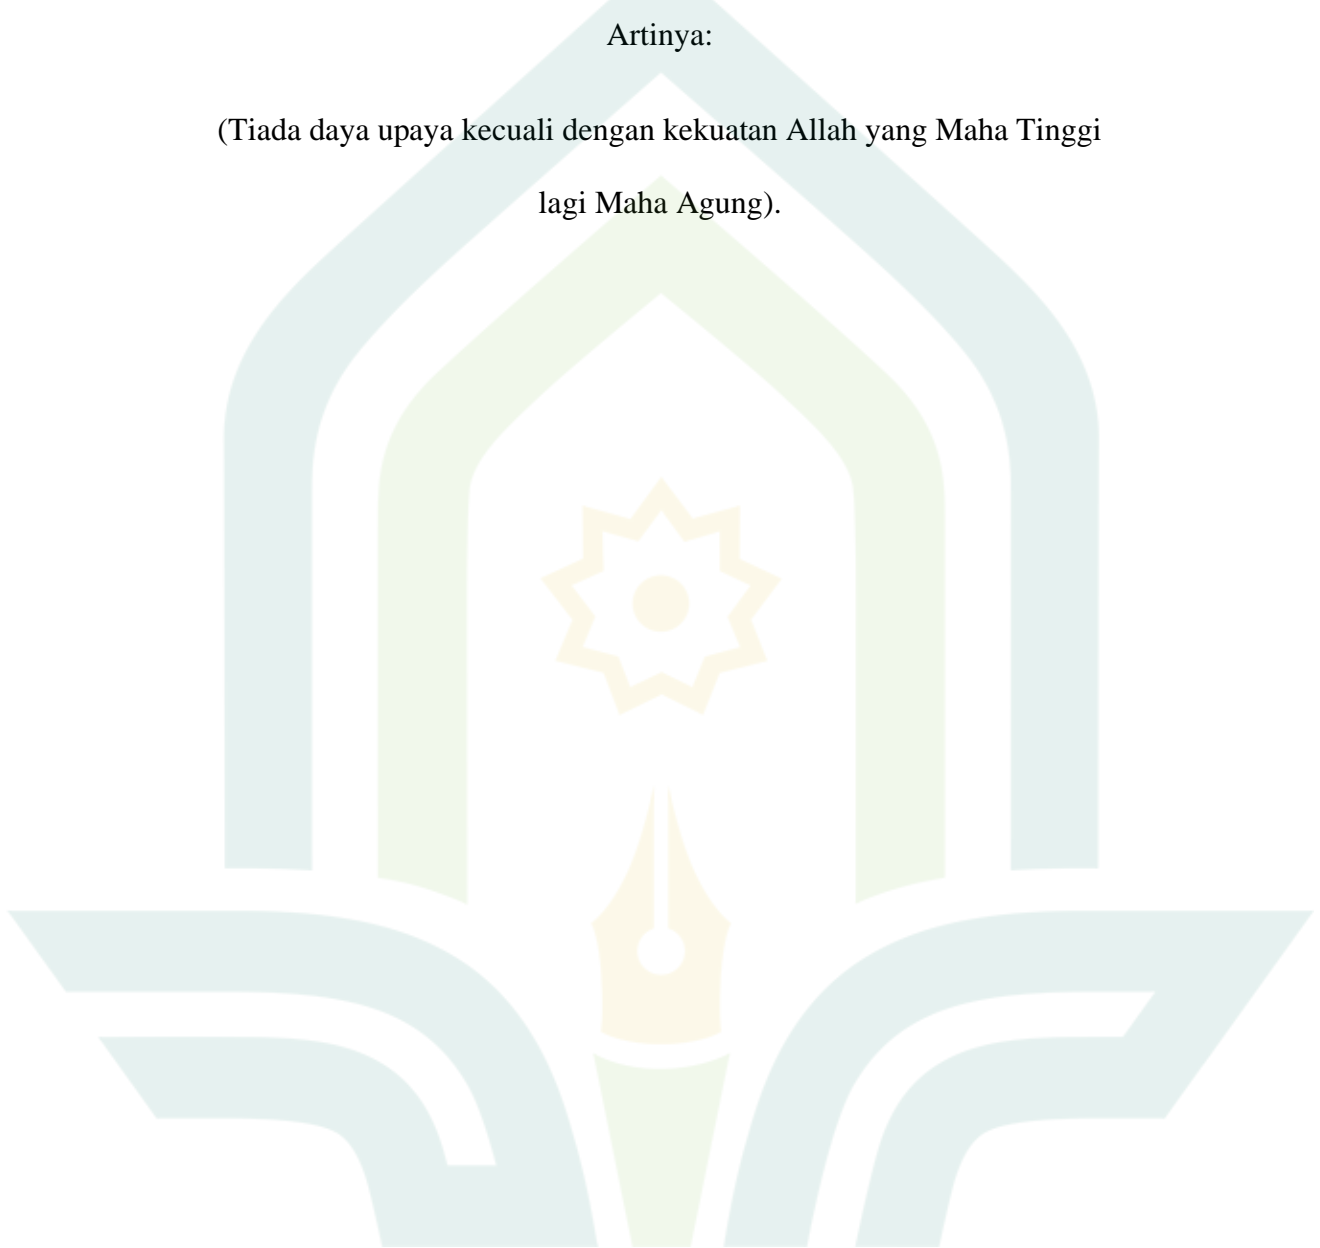 Artinya:
(Tiada daya upaya kecuali dengan kekuatan Allah yang Maha Tinggi
lagi Maha Agung).